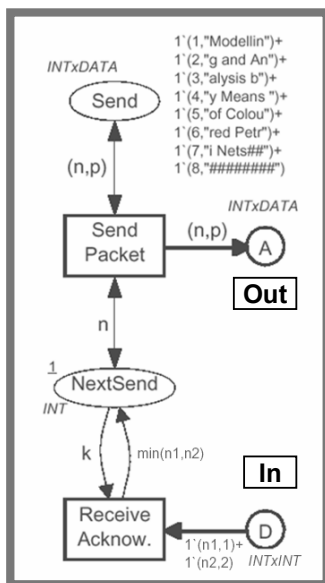 INTxDATA
Send
1`(1,"Modellin")+
1`(2,"g and An")+
1`(3,"alysis b")+
1`(4,"y Means ")+
1`(5,"of Colou")+
1`(6,"red Petr")+
1`(7,"i Nets##")+
1`(8,"########")
(n,p)
Send
Packet
(n,p)
INTxDATA
A
Out
n
1
NextSend
INT
k
min(n1,n2)
In
Receive
Acknow.
D
1`(n1,1)+
1`(n2,2)
INTxINT